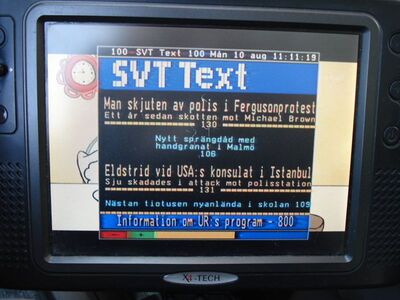 100 SVT Text 100 Mån 10 aug 11:11:19
SVT Text
Man skjuten av polis i Fergusonprotest
Ett år sedan skotten mot Michael Brown
130
Nytt sprängdåd med
handgranat i Malmö
106
Eldstrid vid USA:s konsulat i Istanbul
Sju skadades i attack mot polisstation
131
Nästan tiotusen nyanlända i skolan 109
Information om UR:s program - 800
- +
X4-TECH